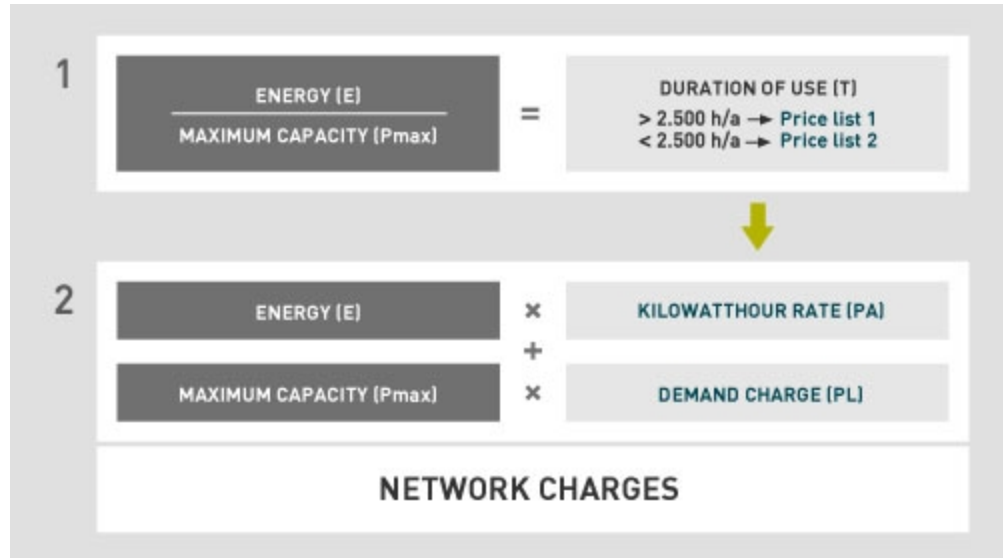 1
ENERGY (E)
MAXIMUM CAPACITY (Pmax)
=
DURATION OF USE (T)
> 2.500 h/a → Price list 1
< 2.500 h/a → Price list 2
2
ENERGY (E) × KILOWATTHOUR RATE (PA)
+
MAXIMUM CAPACITY (Pmax) × DEMAND CHARGE (PL)
NETWORK CHARGES